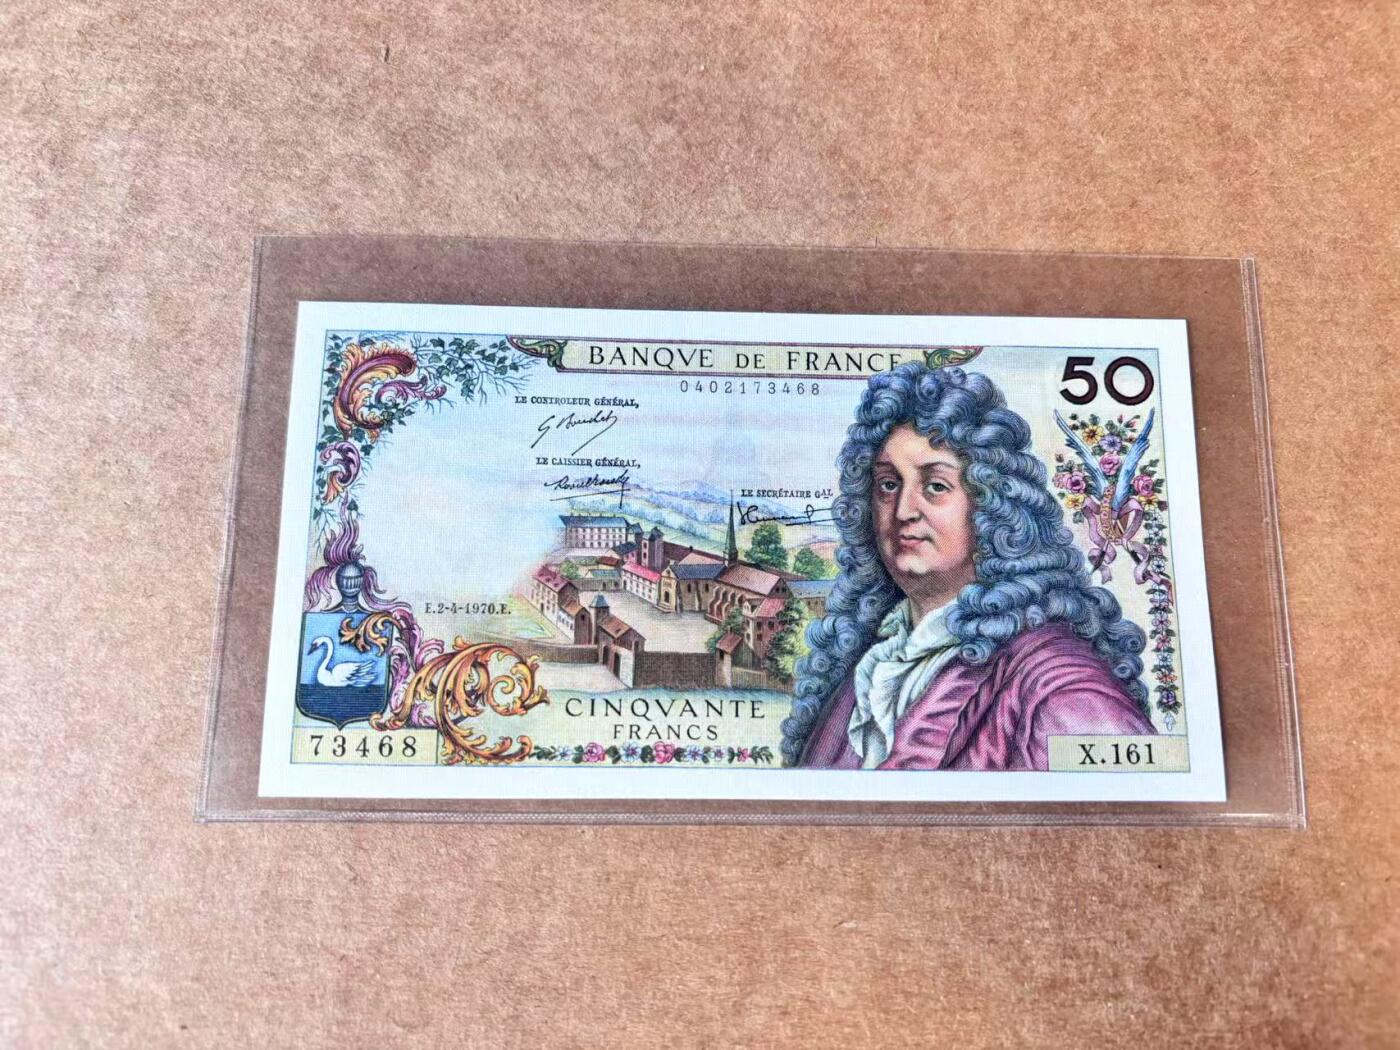 BANQVE DE FRANCE
50
0402173468
LE CONTROLEUR GÉNÉRAL,
LE CAISSIER GÉNÉRAL,
LE SECRÉTAIRE GAL
E.2-4-1970.E.
CINQVANTE
FRANCS
73468
X.161